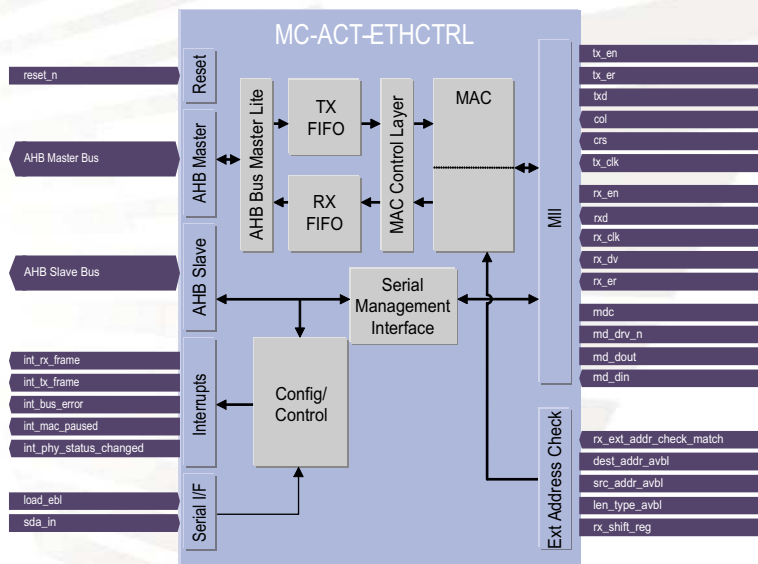 MC-ACT-ETHCTRL
reset_n
AHB Master Bus
AHB Slave Bus
int_rx_frame
int_tx_frame
int_bus_error
int_mac_paused
int_phy_status_changed
load_ebl
sda_in
Reset
AHB Master
AHB Slave
Interrupts
Serial I/F
AHB Bus Master Lite
TX
FIFO
RX
FIFO
MAC Control Layer
MAC
Serial
Management
Interface
Config/
Control
MII
Ext Address Check
tx_en
tx_er
txd
col
crs
tx_clk
rx_en
rxd
rx_clk
rx_dv
rx_er
mdc
md_drv_n
md_dout
md_din
rx_ext_addr_check_match
dest_addr_avbl
src_addr_avbl
len_type_avbl
rx_shift_reg